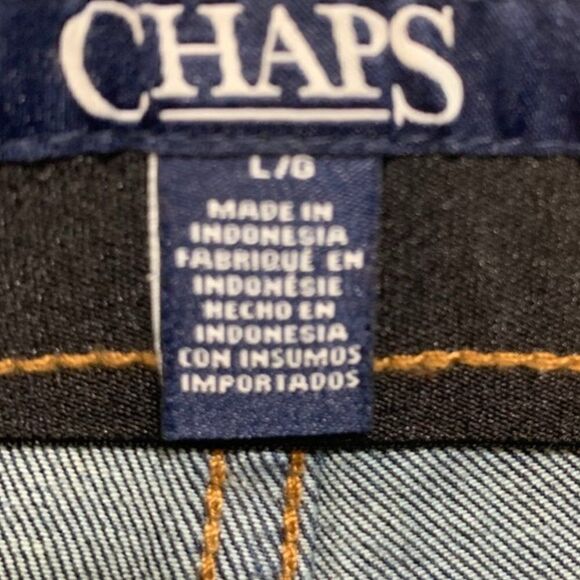 CHAPS
L/G
MADE IN
INDONESIA
FABRIQUÉ EN
INDONÉSIE
HECHO EN
INDONESIA
CON INSUMOS
IMPORTADOS